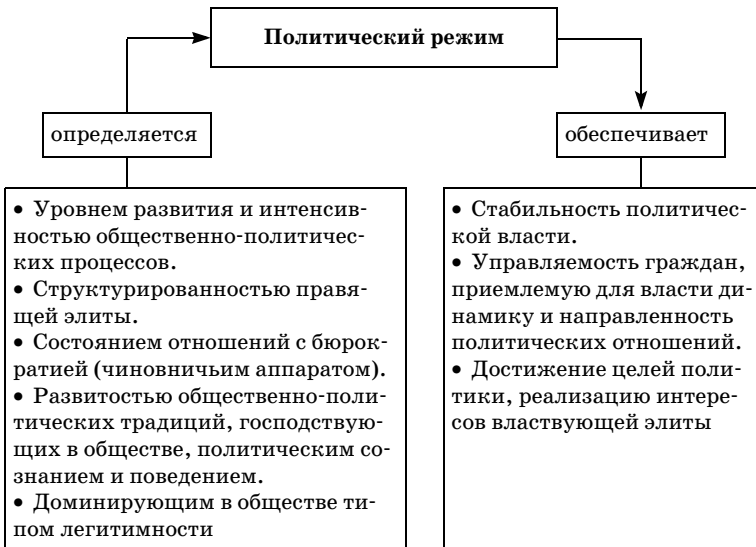 Политический режим
определяется
обеспечивает
• Уровнем развития и интенсив-
ностью общественно-политичес-
ких процессов.
• Структурированностью правя-
щей элиты.
• Состоянием отношений с бюрок-
ратией (чиновничьим аппаратом).
• Развитостью общественно-поли-
тических традиций, господствую-
щих в обществе, политическим со-
знанием и поведением.
• Доминирующим в обществе ти-
пом легитимности
• Стабильность политичес-
кой власти.
• Управляемость граждан,
приемлемую для власти ди-
намику и направленность
политических отношений.
• Достижение целей поли-
тики, реализацию интере-
сов властвующей элиты